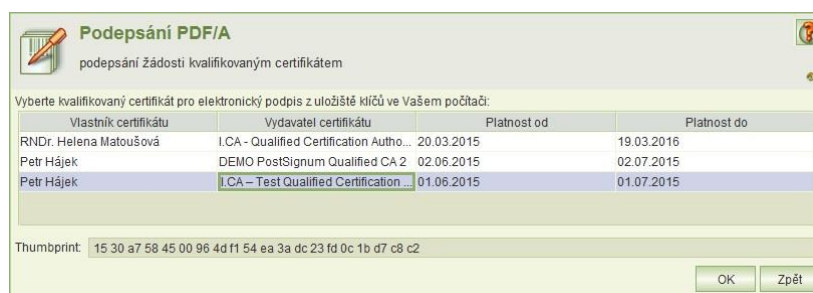 Podepsání PDF/A
podepsání žádosti kvalifikovaným certifikátem
Vyberte kvalifikovaný certifikát pro elektronický podpis z uložiště klíčů ve Vašem počítači:
Vlastník certifikátu Vydavatel certifikátu Platnost od Platnost do
RNDr. Helena Matoušová I.CA - Qualified Certification Autho... 20.03.2015 19.03.2016
Petr Hájek DEMO PostSignum Qualified CA 2 02.06.2015 02.07.2015
Petr Hájek I.CA – Test Qualified Certification ... 01.06.2015 01.07.2015
Thumbprint: 15 30 a7 58 45 00 96 4d f1 54 ea 3a dc 23 fd 0c 1b d7 c8 c2
OK Zpět